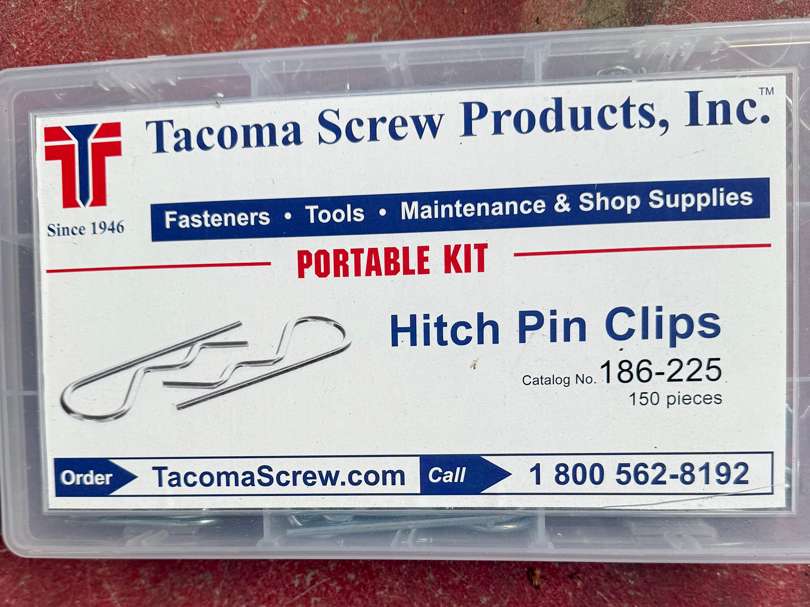 Tacoma Screw Products, Inc.™
Since 1946
Fasteners • Tools • Maintenance & Shop Supplies
PORTABLE KIT
Hitch Pin Clips
Catalog No. 186-225
150 pieces
Order TacomaScrew.com Call 1 800 562-8192